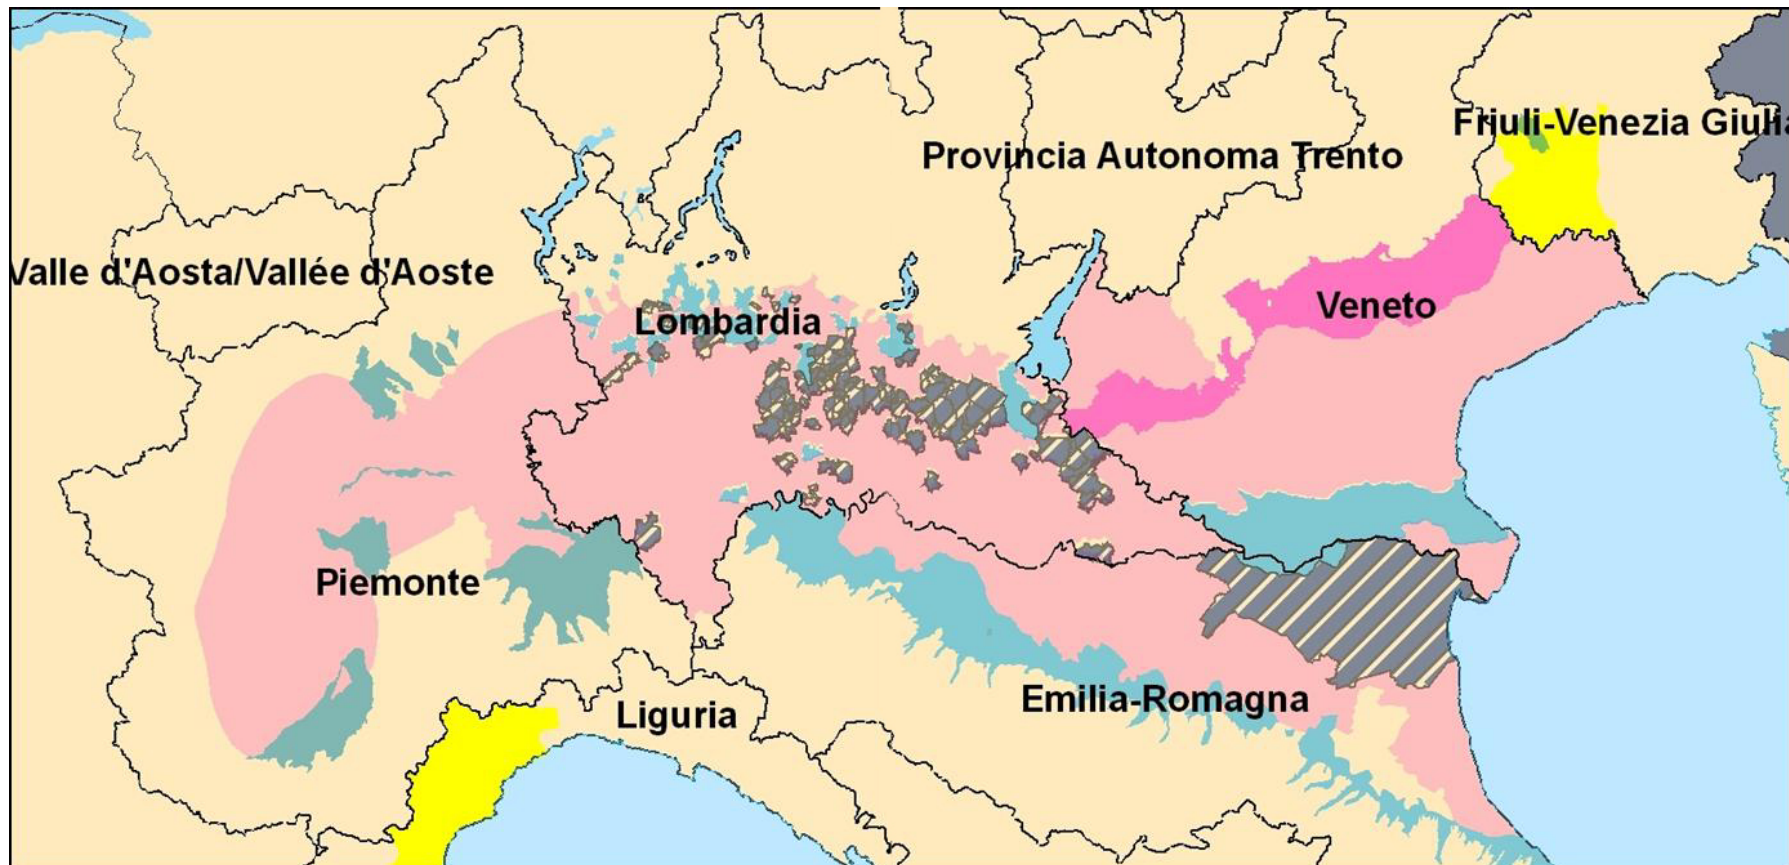 Friuli-Venezia Giulia
Provincia Autonoma Trento
Valle d'Aosta/Vallée d'Aoste
Veneto
Lombardia
Piemonte
Emilia-Romagna
Liguria